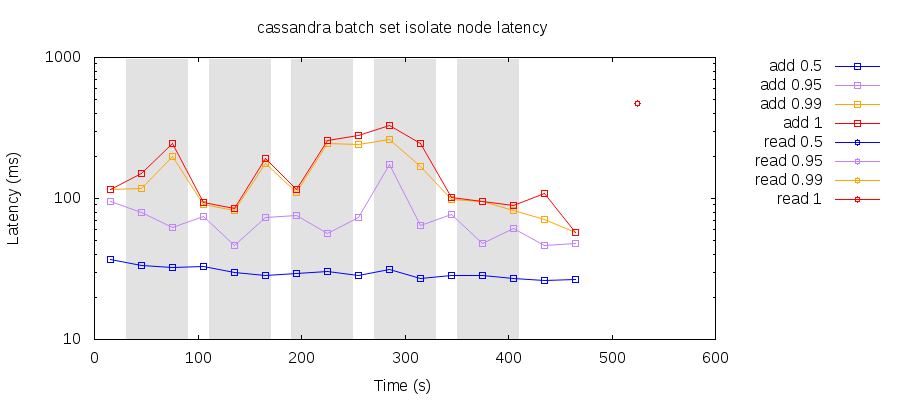 cassandra batch set isolate node latency
1000
100
10
Latency (ms)
0 100 200 300 400 500 600
Time (s)
add 0.5
add 0.95
add 0.99
add 1
read 0.5
read 0.95
read 0.99
read 1